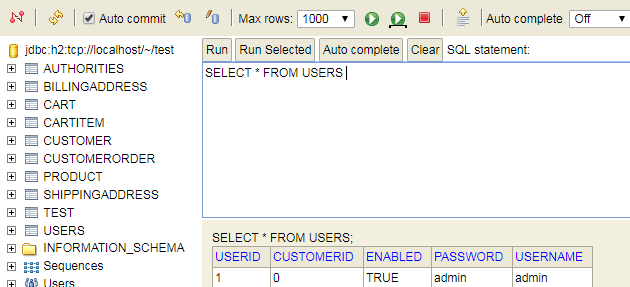 Auto commit Max rows: 1000 Auto complete Off
jdbc:h2:tcp://localhost/~/test
AUTHORITIES
BILLINGADDRESS
CART
CARTITEM
CUSTOMER
CUSTOMERORDER
PRODUCT
SHIPPINGADDRESS
TEST
USERS
INFORMATION_SCHEMA
Sequences
Users
Run Run Selected Auto complete Clear SQL statement:
SELECT * FROM USERS
SELECT * FROM USERS;
USERID CUSTOMERID ENABLED PASSWORD USERNAME
1 0 TRUE admin admin